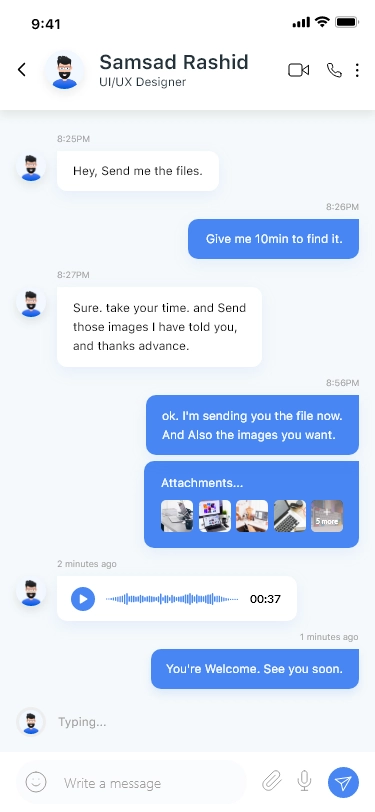 9:41
Samsad Rashid
UI/UX Designer
8:25PM
Hey, Send me the files.
8:26PM
Give me 10min to find it.
8:27PM
Sure. take your time. and Send
those images I have told you,
and thanks advance.
8:56PM
ok. I'm sending you the file now.
And Also the images you want.
Attachments...
+
5 more
2 minutes ago
00:37
1 minutes ago
You're Welcome. See you soon.
Typing...
Write a message